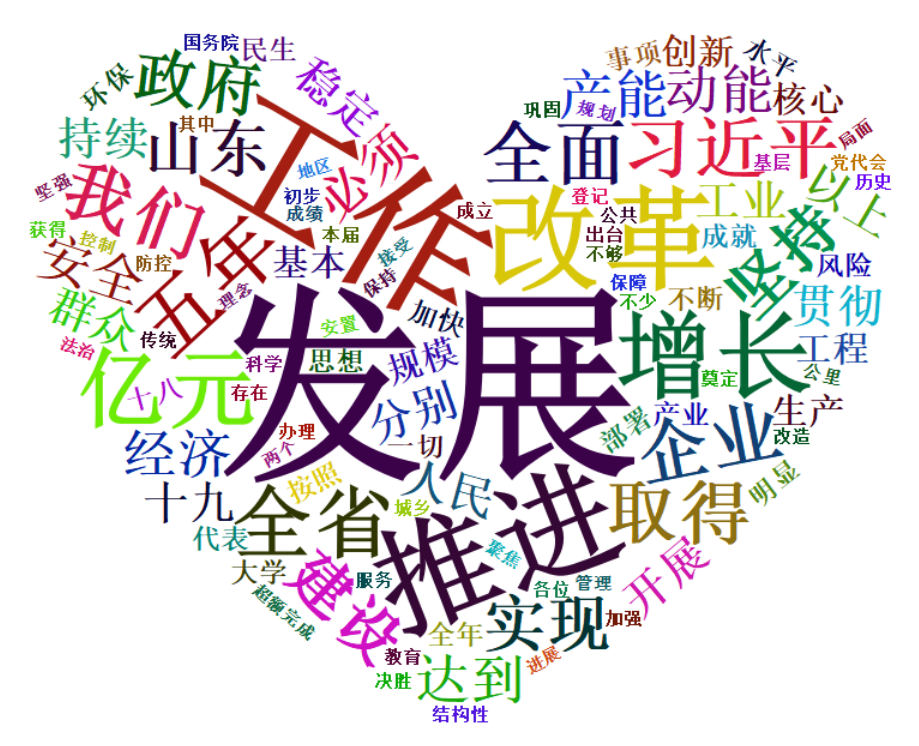 国务院
民生
环保
政府
稳定
持续
其中
山东
工作
必须
地区
坚强
我们
初步
成绩
获得
控制
安全
防控
五年
理念
基本
本届
接受
保持
成立
群众
法治
传统
加快
安置
亿元
十八
科学
存在
思想
规模
发展
经济
办理
两个
分别
一切
十九
按照
人民
城乡
全省
代表
大学
超额完成
建设
服务
推进
聚焦
各位
管理
全年
教育
实现
加强
决胜
达到
进展
结构性
事项
创新
水平
产能
动能
巩固
规划
核心
全面
习近平
局面
基层
党代会
历史
登记
公共
出台
不够
工业
以上
改革
成就
坚持
风险
保障
不少
不断
贯彻
增长
工程
奠定
公里
产业
生产
部署
企业
改造
取得
明显
开展